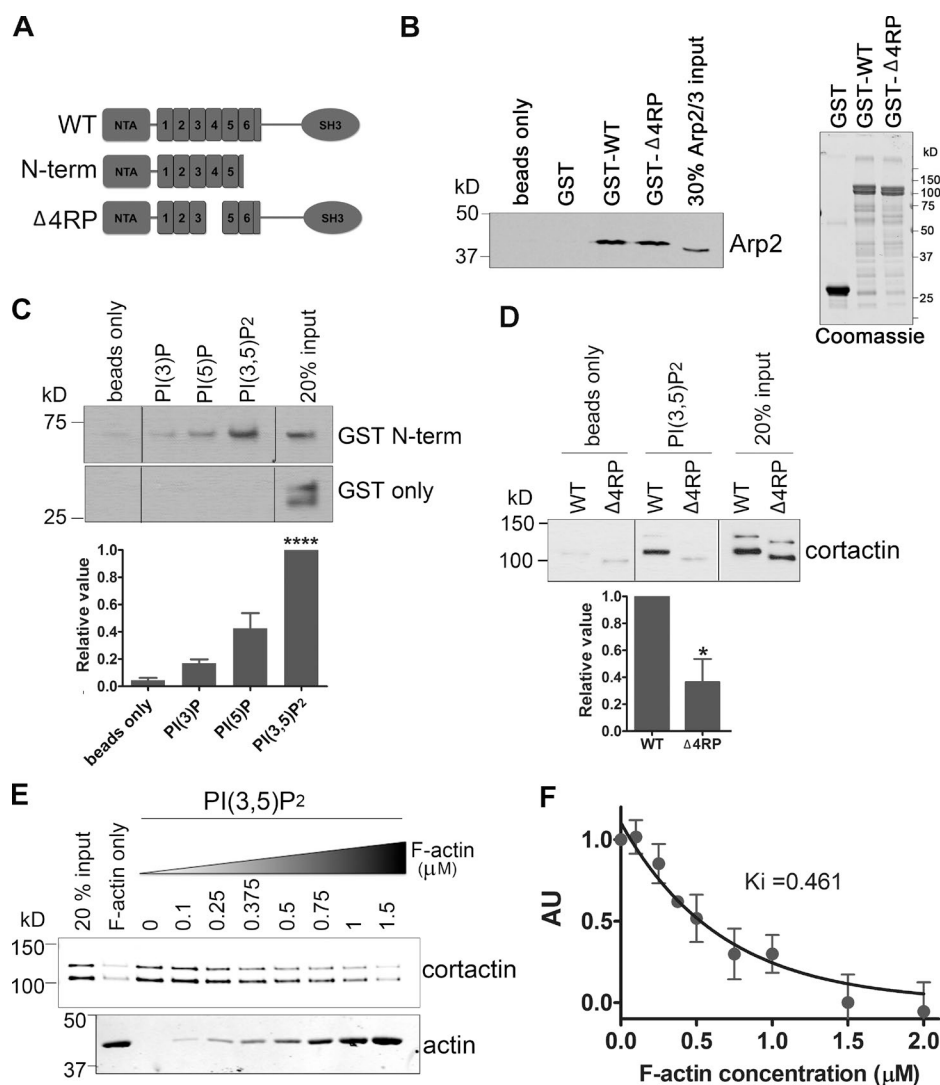 A
WT NTA 1 2 3 4 5 6 SH3
N-term NTA 1 2 3 4 5
Δ4RP NTA 1 2 3 5 6 SH3
B
beads only
GST
GST-WT
GST-Δ4RP
30% Arp2/3 input
kD
50
37
Arp2
GST
GST-WT
GST-Δ4RP
kD
150
100
75
50
37
25
Coomassie
C
beads only
PI(3)P
PI(5)P
PI(3,5)P2
20% input
kD
75
GST N-term
GST only
25
Relative value
1.0
0.8
0.6
0.4
0.2
0.0
****
beads only
PI(3)P
PI(5)P
PI(3,5)P2
D
beads only
PI(3,5)P2
20% input
WT
Δ4RP
WT
Δ4RP
WT
Δ4RP
kD
150
100
cortactin
Relative value
1.0
0.8
0.6
0.4
0.2
0.0
*
WT Δ4RP
E
PI(3,5)P2
20 % input
F-actin only
F-actin
(μM)
0
0.1
0.25
0.375
0.5
0.75
1
1.5
kD
150
100
cortactin
50
37
actin
F
AU
1.0
0.5
0.0
Ki =0.461
0.0 0.5 1.0 1.5 2.0
F-actin concentration (μM)